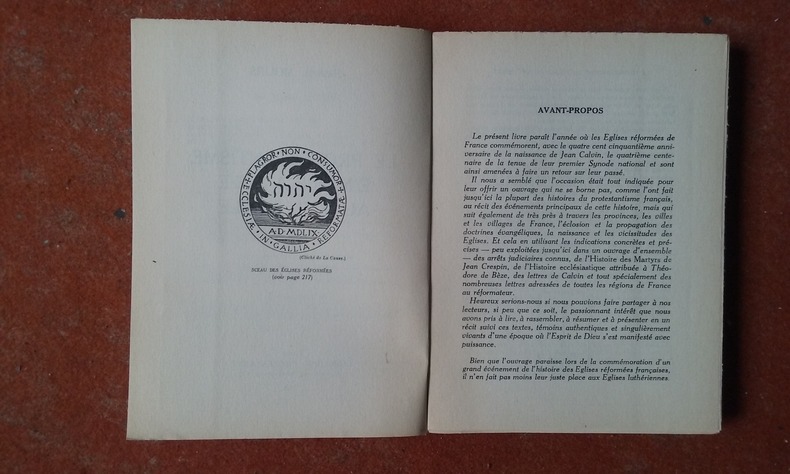 FLAGROR · NON · CONSUMOR
יהוה
A·D·MDLIX
ECCLESIÆ · IN · GALLIA · REFORMATÆ
(Cliché de La Cause.)
SCEAU DES ÉGLISES RÉFORMÉES
(voir page 217)
AVANT-PROPOS
Le présent livre paraît l'année où les Eglises réformées de
France commémorent, avec le quatre cent cinquantième anni-
versaire de la naissance de Jean Calvin, le quatrième cente-
naire de la tenue de leur premier Synode national et sont
ainsi amenées à faire un retour sur leur passé.
Il nous a semblé que l'occasion était tout indiquée pour
leur offrir un ouvrage qui ne se borne pas, comme l'ont fait
jusqu'ici la plupart des histoires du protestantisme français,
au récit des événements principaux de cette histoire, mais qui
suit également de très près à travers les provinces, les villes
et les villages de France, l'éclosion et la propagation des
doctrines évangéliques, la naissance et les vicissitudes des
Eglises. Et cela en utilisant les indications concrètes et pré-
cises — peu exploitées jusqu'ici dans un ouvrage d'ensemble
— des arrêts judiciaires connus, de l'Histoire des Martyrs de
Jean Crespin, de l'Histoire ecclésiastique attribuée à Théo-
dore de Bèze, des lettres de Calvin et tout spécialement des
nombreuses lettres adressées de toutes les régions de France
au réformateur.
Heureux serions-nous si nous pouvions faire partager à nos
lecteurs, si peu que ce soit, le passionnant intérêt que nous
avons pris à lire, à rassembler, à résumer et à présenter en un
récit suivi ces textes, témoins authentiques et singulièrement
vivants d'une époque où l'Esprit de Dieu s'est manifesté avec
puissance.
Bien que l'ouvrage paraisse lors de la commémoration d'un
grand événement de l'histoire des Eglises réformées françaises,
il n'en fait pas moins leur juste place aux Eglises luthériennes.